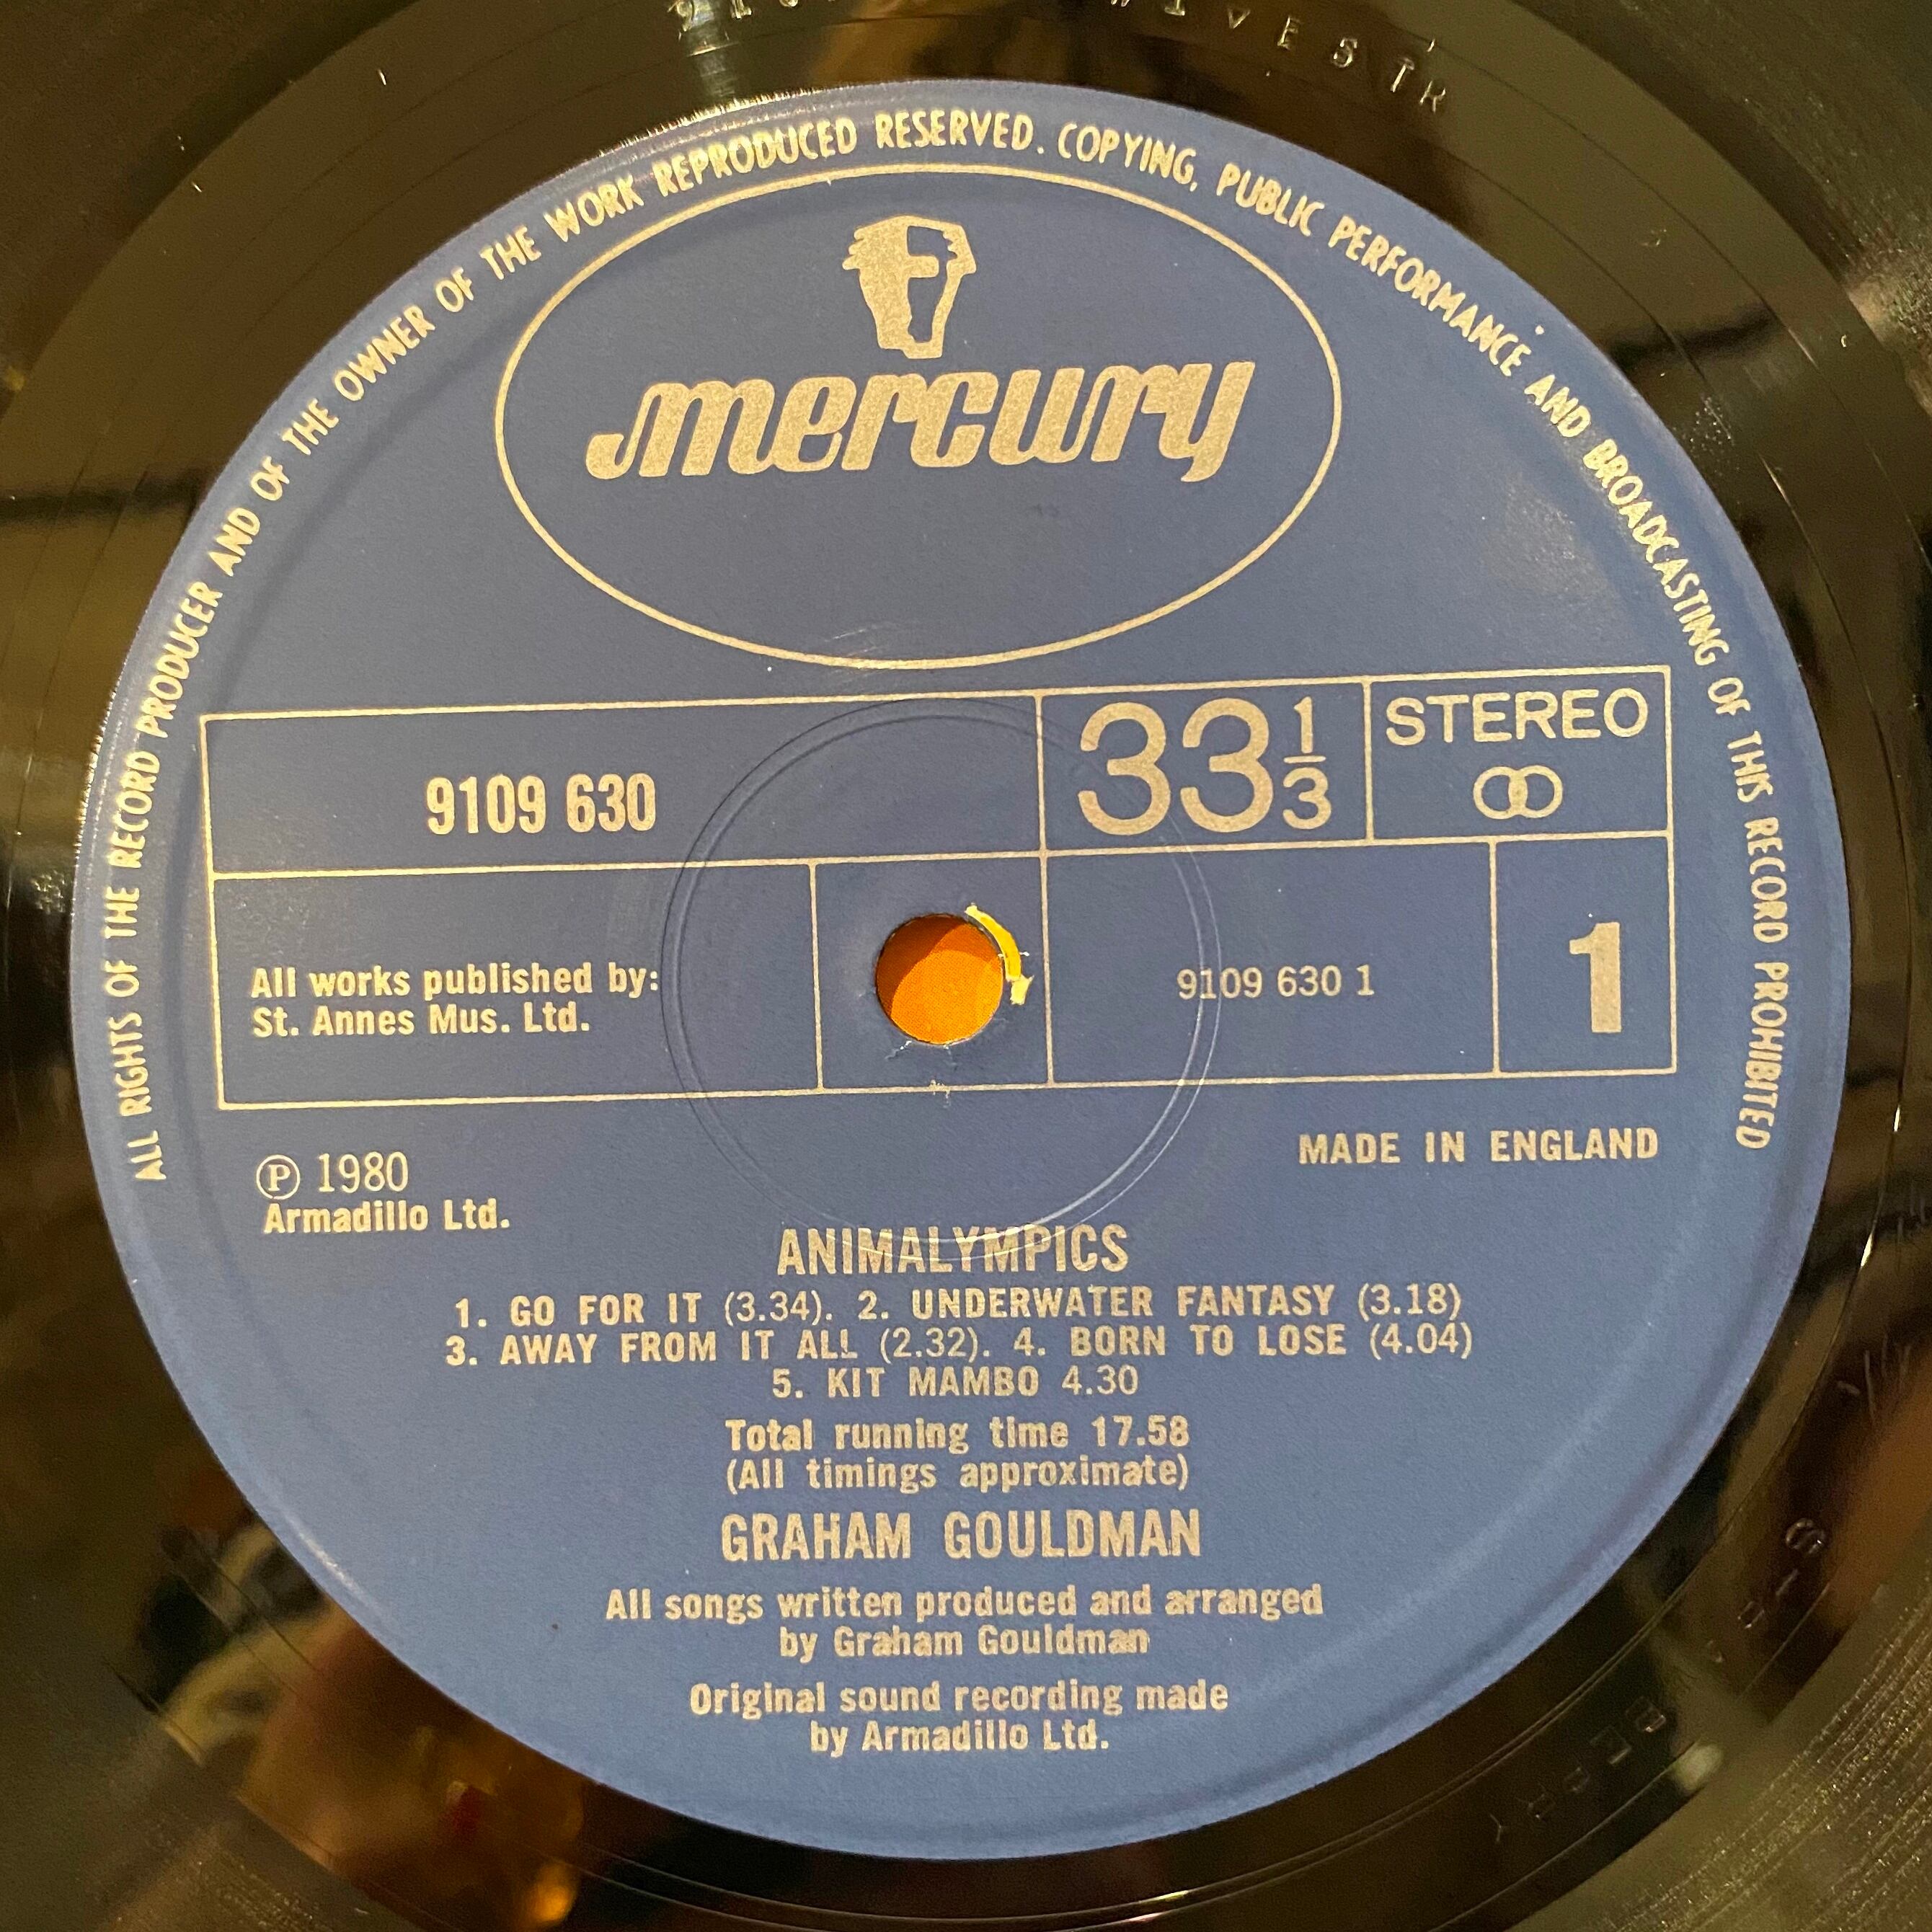 ALL RIGHTS OF THE RECORD PRODUCER AND OF THE OWNER OF THE WORK REPRODUCED RESERVED. COPYING, PUBLIC PERFORMANCE AND BROADCASTING OF THIS RECORD PROHIBITED
mercury
9109 630
33 1/3
STEREO
All works published by:
St. Annes Mus. Ltd.
9109 630 1
1
Ⓟ 1980
Armadillo Ltd.
MADE IN ENGLAND
ANIMALYMPICS
1. GO FOR IT (3.34). 2. UNDERWATER FANTASY (3.18)
3. AWAY FROM IT ALL (2.32). 4. BORN TO LOSE (4.04)
5. KIT MAMBO 4.30
Total running time 17.58
(All timings approximate)
GRAHAM GOULDMAN
All songs written produced and arranged
by Graham Gouldman
Original sound recording made
by Armadillo Ltd.